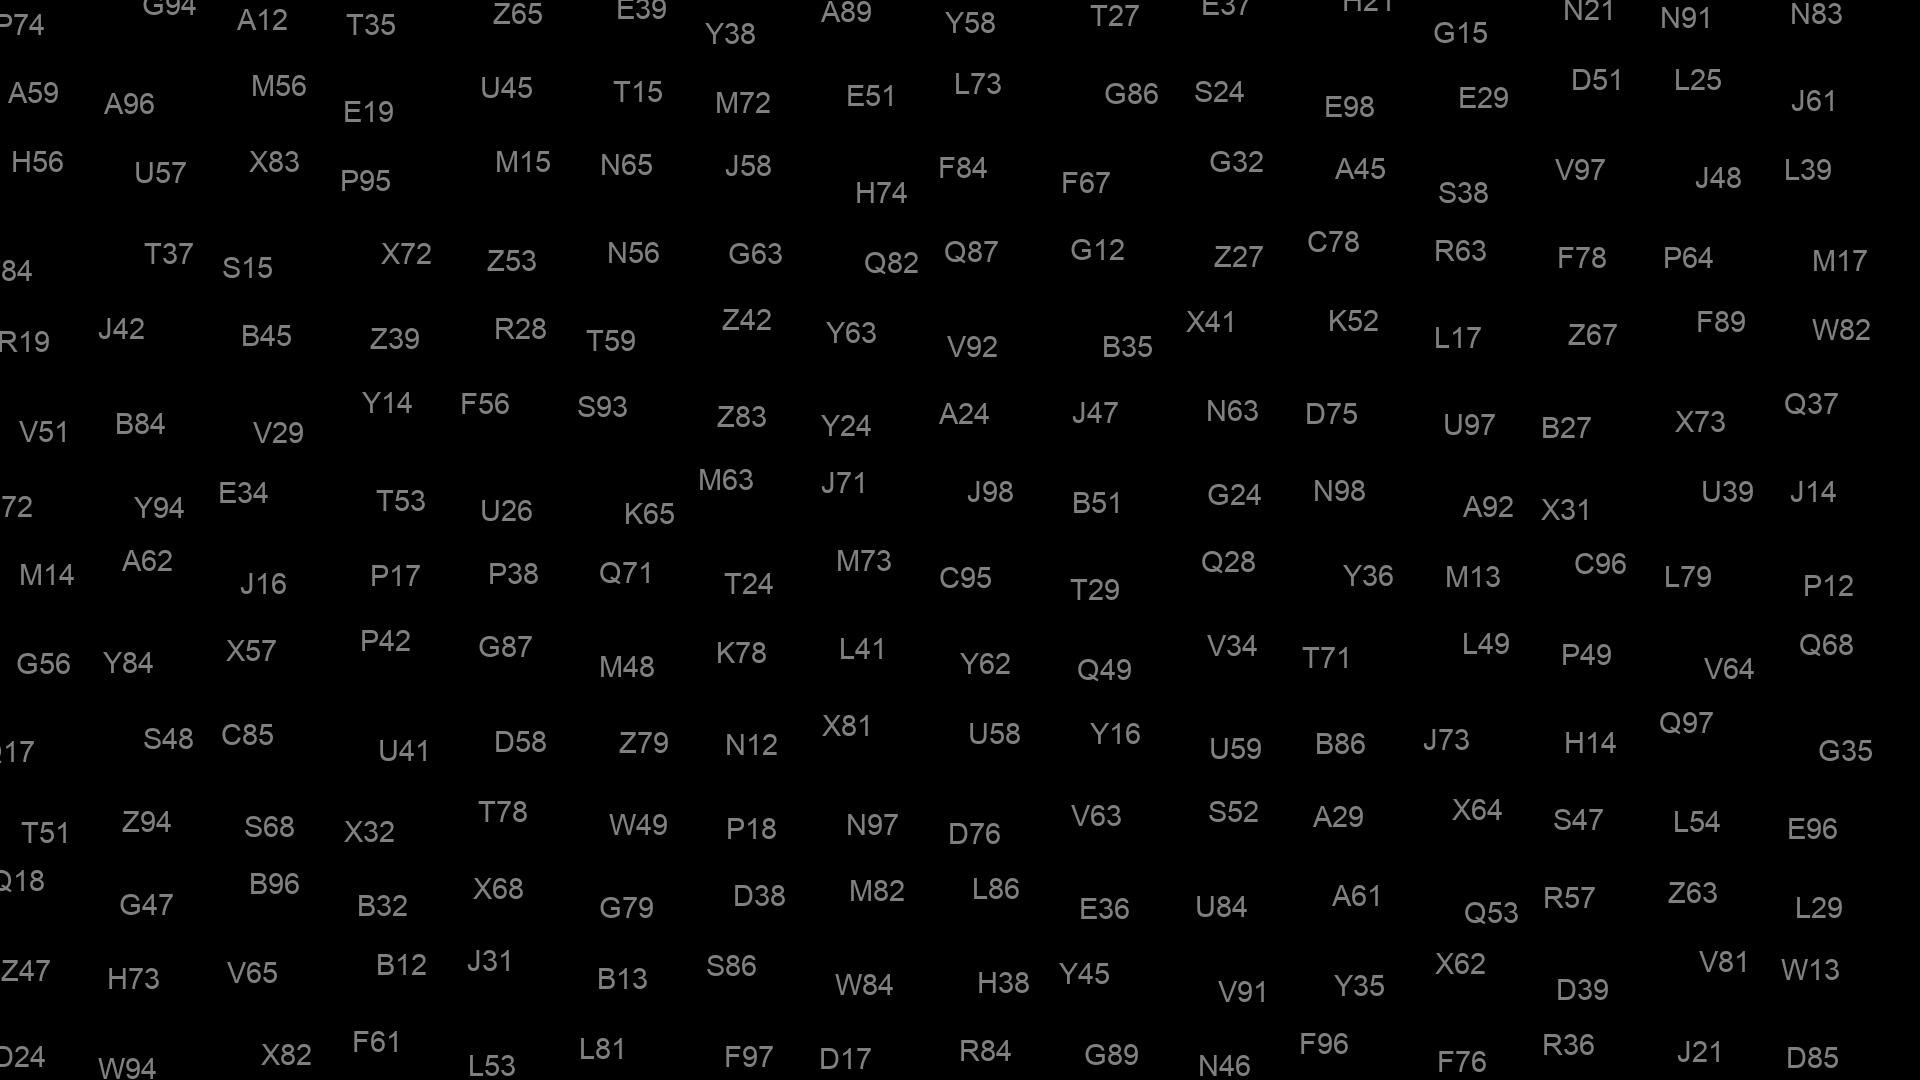 P74 G94 A12 T35 Z65 E39 Y38 A89 Y58 T27 E37 H21 G15 N21 N91 N83
A59 A96 M56 E19 U45 T15 M72 E51 L73 G86 S24 E98 E29 D51 L25 J61
H56 U57 X83 P95 M15 N65 J58 H74 F84 F67 G32 A45 S38 V97 J48 L39
84 T37 S15 X72 Z53 N56 G63 Q82 Q87 G12 Z27 C78 R63 F78 P64 M17
R19 J42 B45 Z39 R28 T59 Z42 Y63 V92 B35 X41 K52 L17 Z67 F89 W82
V51 B84 V29 Y14 F56 S93 Z83 Y24 A24 J47 N63 D75 U97 B27 X73 Q37
72 Y94 E34 T53 U26 K65 M63 J71 J98 B51 G24 N98 A92 X31 U39 J14
M14 A62 J16 P17 P38 Q71 T24 M73 C95 T29 Q28 Y36 M13 C96 L79 P12
G56 Y84 X57 P42 G87 M48 K78 L41 Y62 Q49 V34 T71 L49 P49 V64 Q68
17 S48 C85 U41 D58 Z79 N12 X81 U58 Y16 U59 B86 J73 H14 Q97 G35
T51 Z94 S68 X32 T78 W49 P18 N97 D76 V63 S52 A29 X64 S47 L54 E96
Q18 G47 B96 B32 X68 G79 D38 M82 L86 E36 U84 A61 Q53 R57 Z63 L29
Z47 H73 V65 B12 J31 B13 S86 W84 H38 Y45 V91 Y35 X62 D39 V81 W13
D24 W94 X82 F61 L53 L81 F97 D17 R84 G89 N46 F96 F76 R36 J21 D85